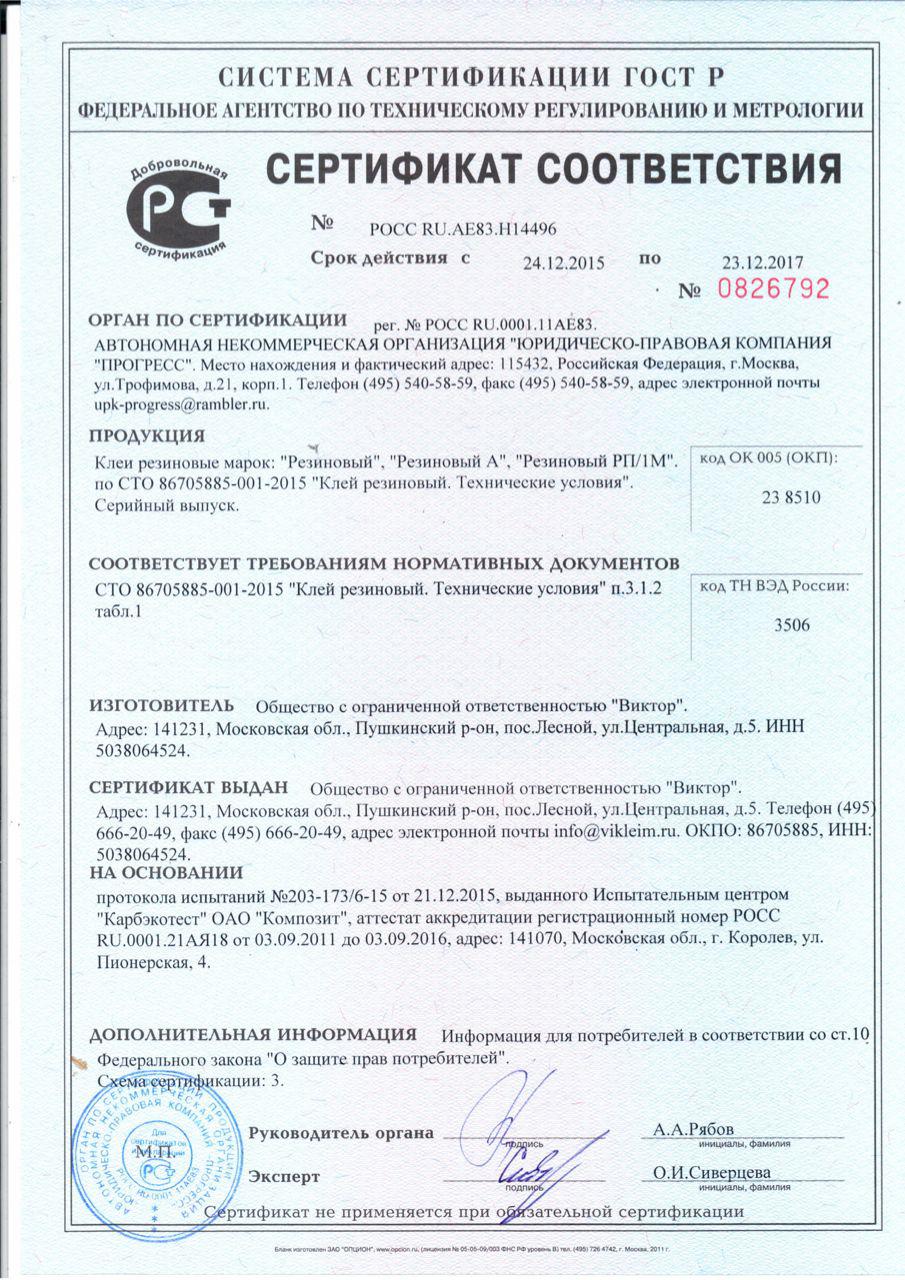 СИСТЕМА СЕРТИФИКАЦИИ ГОСТ Р
ФЕДЕРАЛЬНОЕ АГЕНТСТВО ПО ТЕХНИЧЕСКОМУ РЕГУЛИРОВАНИЮ И МЕТРОЛОГИИ
Добровольная
сертификация
СЕРТИФИКАТ СООТВЕТСТВИЯ
№ РОСС RU.АЕ83.Н14496
Срок действия с 24.12.2015 по 23.12.2017
№ 0826792
ОРГАН ПО СЕРТИФИКАЦИИ рег. № РОСС RU.0001.11АЕ83.
АВТОНОМНАЯ НЕКОММЕРЧЕСКАЯ ОРГАНИЗАЦИЯ "ЮРИДИЧЕСКО-ПРАВОВАЯ КОМПАНИЯ
"ПРОГРЕСС". Место нахождения и фактический адрес: 115432, Российская Федерация, г.Москва,
ул.Трофимова, д.21, корп.1. Телефон (495) 540-58-59, факс (495) 540-58-59, адрес электронной почты
upk-progress@rambler.ru.
ПРОДУКЦИЯ
Клеи резиновые марок: "Резиновый", "Резиновый А", "Резиновый РП/1М".
по СТО 86705885-001-2015 "Клей резиновый. Технические условия".
Серийный выпуск.
код ОК 005 (ОКП):
23 8510
СООТВЕТСТВУЕТ ТРЕБОВАНИЯМ НОРМАТИВНЫХ ДОКУМЕНТОВ
СТО 86705885-001-2015 "Клей резиновый. Технические условия" п.3.1.2
табл.1
код ТН ВЭД России:
3506
ИЗГОТОВИТЕЛЬ Общество с ограниченной ответственностью "Виктор".
Адрес: 141231, Московская обл., Пушкинский р-он, пос.Лесной, ул.Центральная, д.5. ИНН
5038064524.
СЕРТИФИКАТ ВЫДАН Общество с ограниченной ответственностью "Виктор".
Адрес: 141231, Московская обл., Пушкинский р-он, пос.Лесной, ул.Центральная, д.5. Телефон (495)
666-20-49, факс (495) 666-20-49, адрес электронной почты info@vikleim.ru. ОКПО: 86705885, ИНН:
5038064524.
НА ОСНОВАНИИ
протокола испытаний №203-173/6-15 от 21.12.2015, выданного Испытательным центром
"Карбэкотест" ОАО "Композит", аттестат аккредитации регистрационный номер РОСС
RU.0001.21АЯ18 от 03.09.2011 до 03.09.2016, адрес: 141070, Московская обл., г. Королев, ул.
Пионерская, 4.
ДОПОЛНИТЕЛЬНАЯ ИНФОРМАЦИЯ Информация для потребителей в соответствии со ст.10
Федерального закона "О защите прав потребителей".
Схема сертификации: 3.
М.П.
Руководитель органа
подпись
А.А.Рябов
инициалы, фамилия
Эксперт
подпись
О.И.Сиверцева
инициалы, фамилия
Сертификат не применяется при обязательной сертификации
Бланк изготовлен ЗАО "ОПЦИОН", www.opcion.ru, (лицензия № 05-05-09/003 ФНС РФ уровень В) тел. (495) 726 4742, г. Москва, 2011 г.